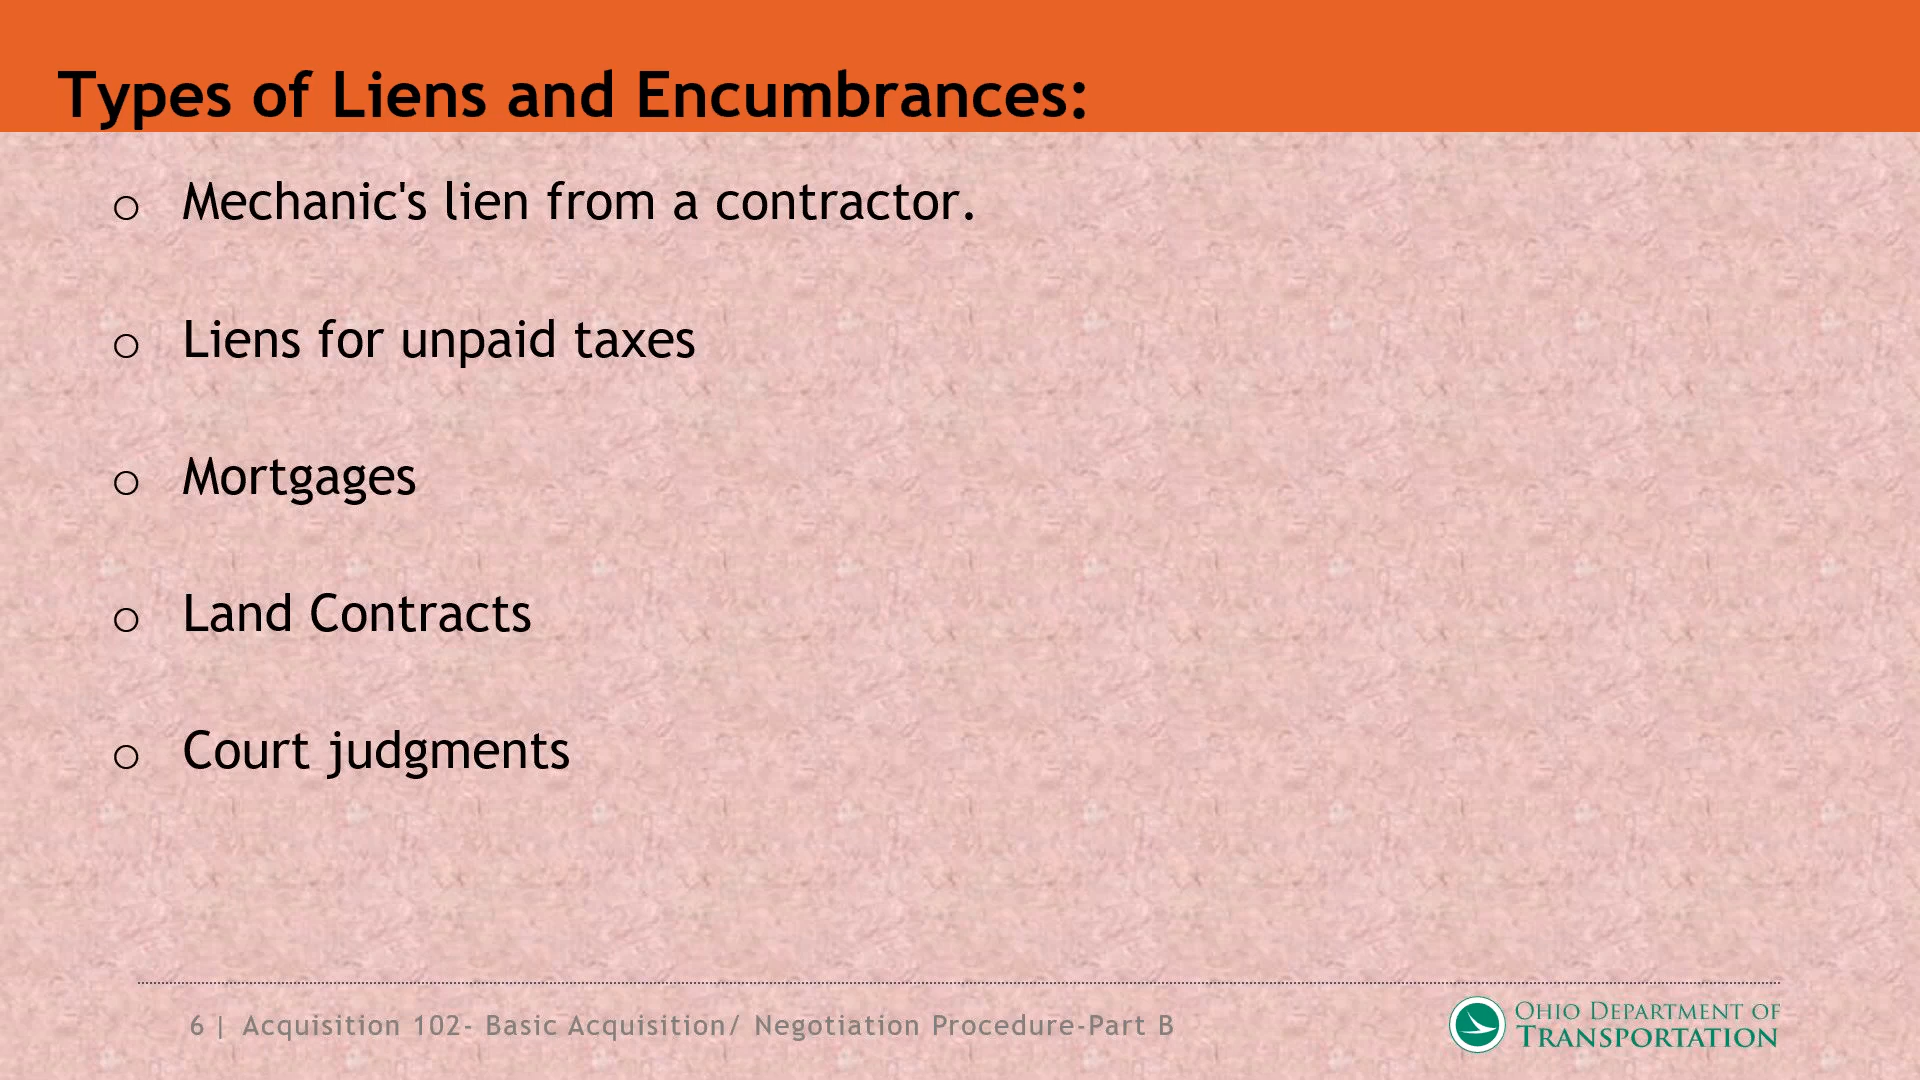 Types of Liens and Encumbrances:
o Mechanic's lien from a contractor.
o Liens for unpaid taxes
o Mortgages
o Land Contracts
o Court judgments
6 | Acquisition 102- Basic Acquisition/ Negotiation Procedure-Part B
OHIO DEPARTMENT OF
TRANSPORTATION